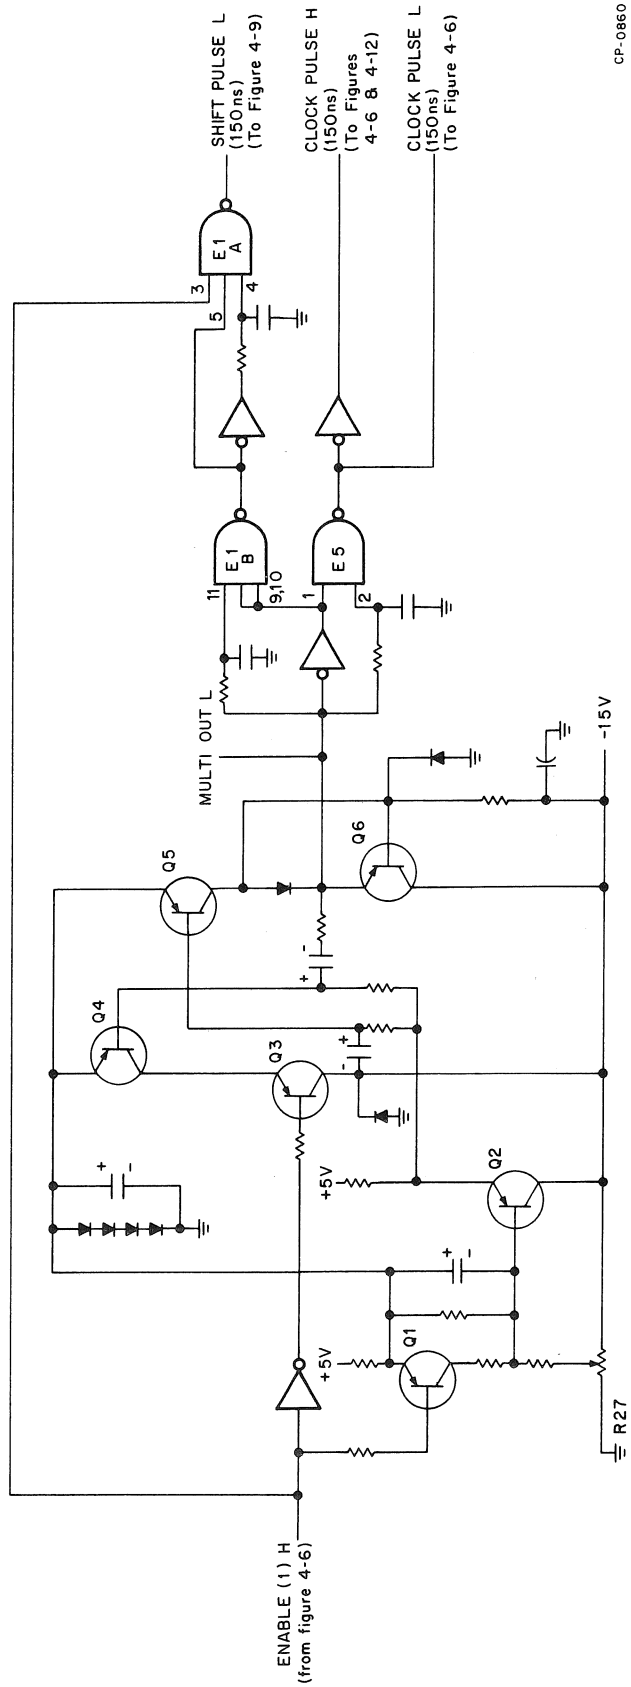 ENABLE (1) H
(from figure 4-6)
+5V
Q1
R27
+
-
+
-
Q2
+5V
Q3
Q4
-
+
+
-
Q5
Q6
-15V
MULTI OUT L
11
9,10
E1
B
1
2
E5
3
5
4
E1
A
SHIFT PULSE L
(150ns)
(To Figure 4-9)
CLOCK PULSE H
(150ns)
(To Figures
4-6 & 4-12)
CLOCK PULSE L
(150ns)
(To Figure 4-6)
CP-0860